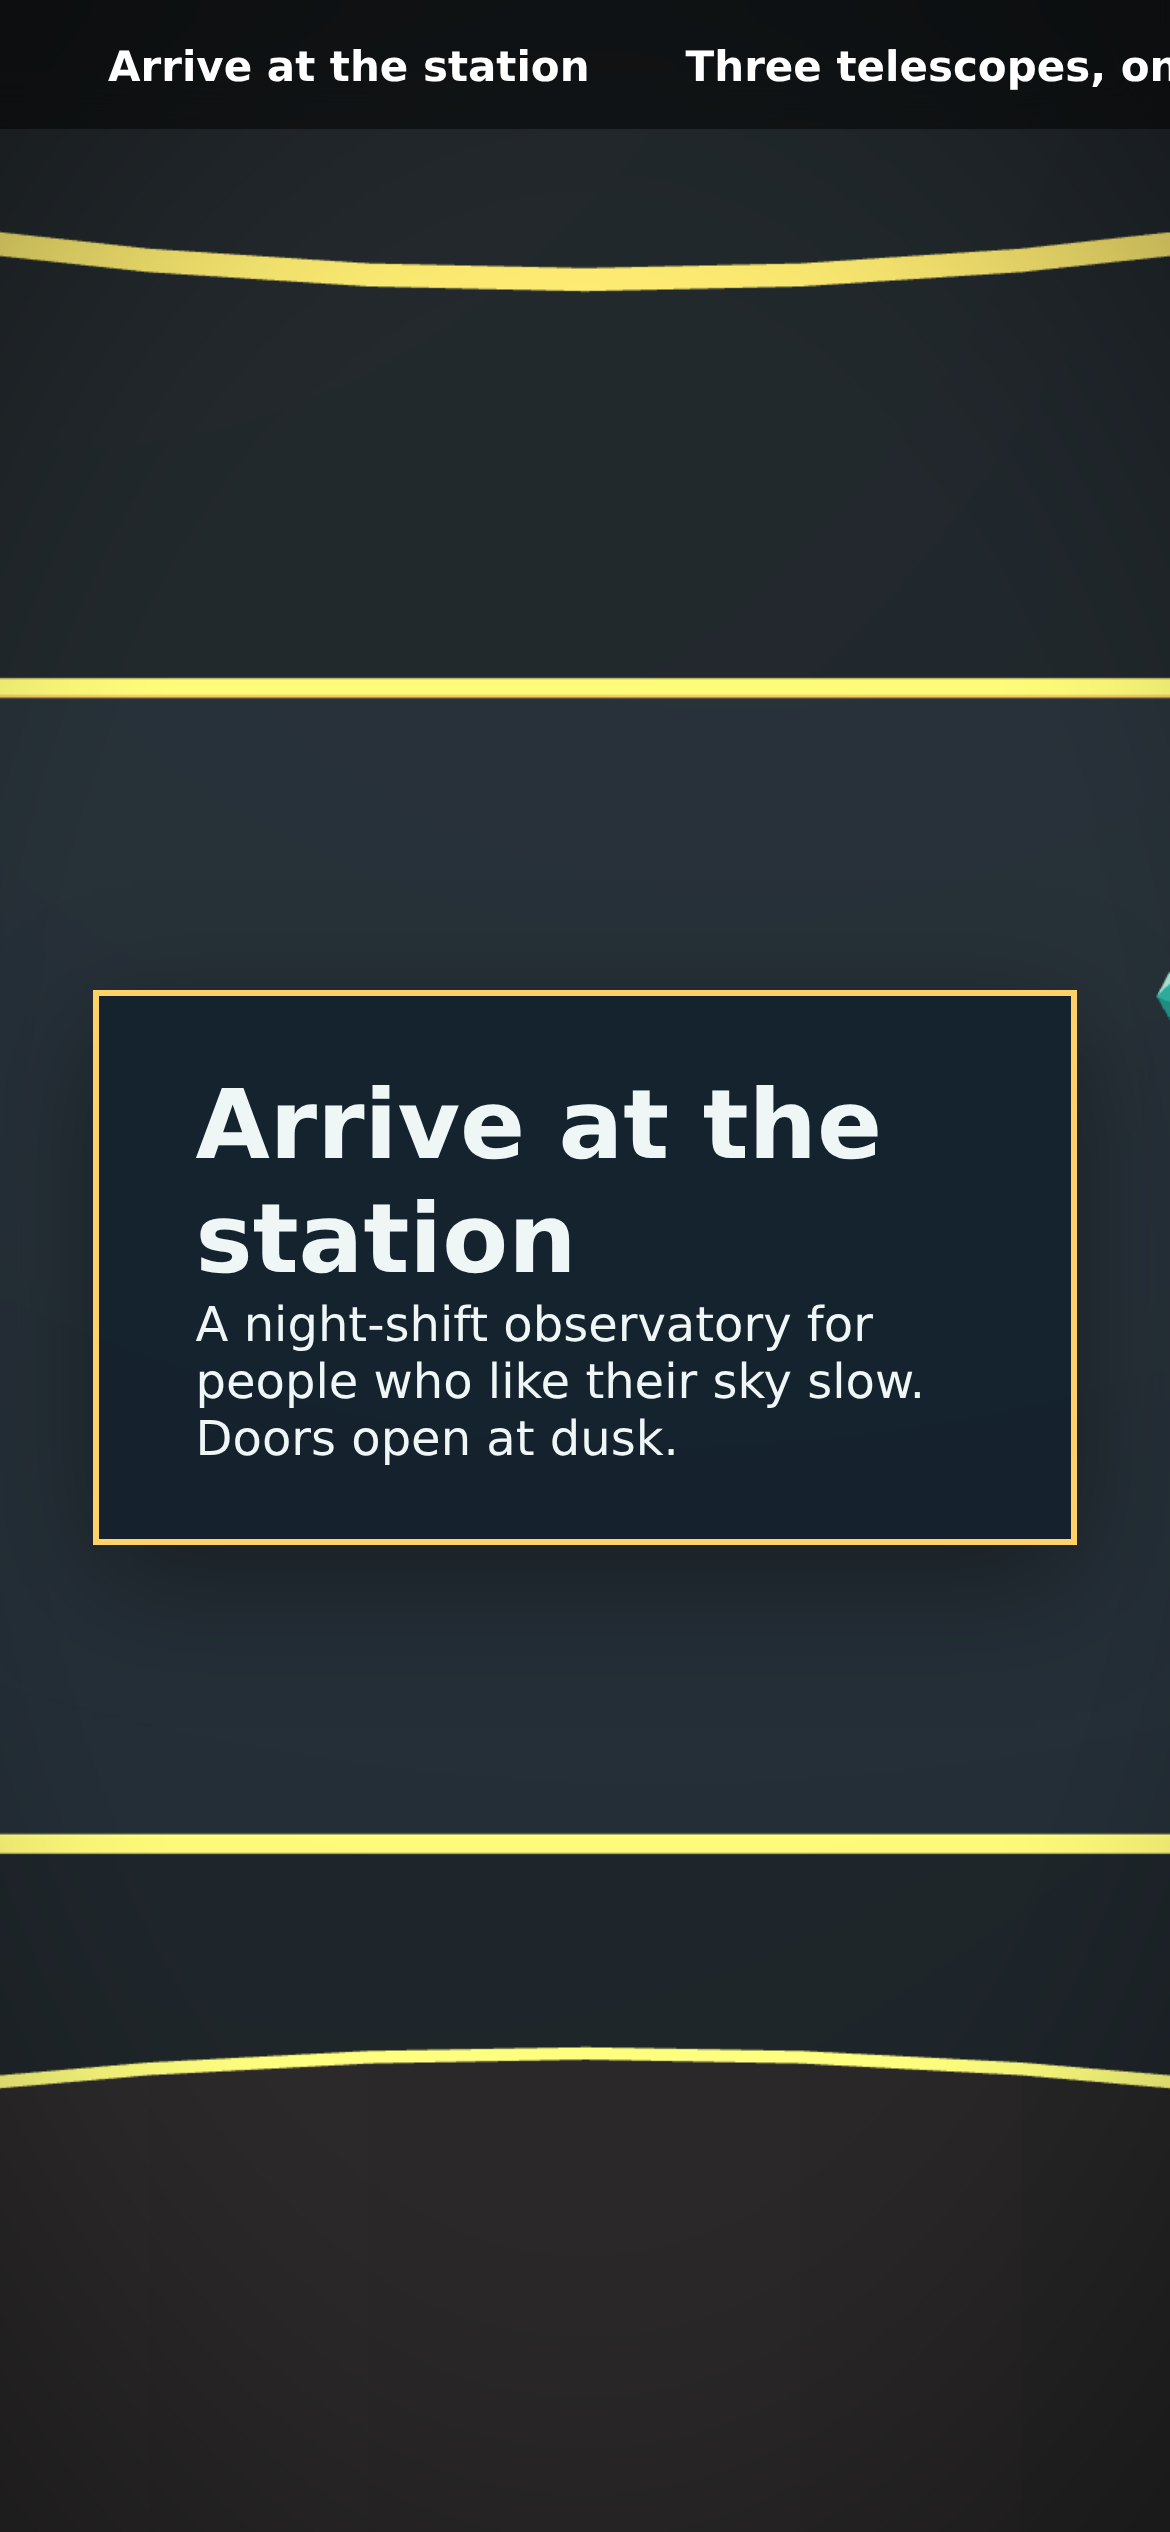 Arrive at the station
Three telescopes,
Arrive at the
station
A night-shift observatory for
people who like their sky slow.
Doors open at dusk.